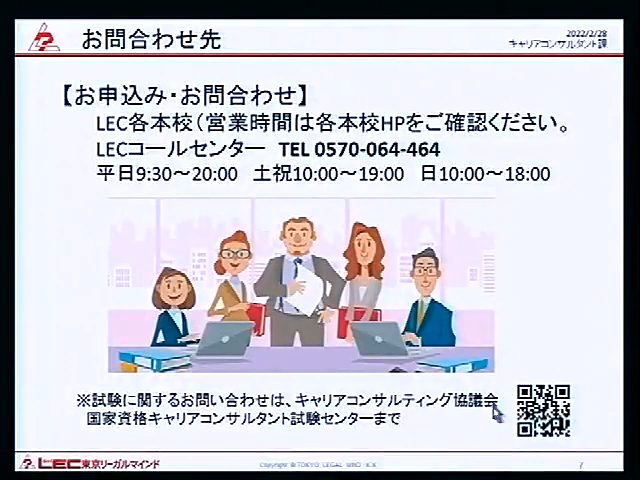 お問合わせ先
2022/2/28
キャリアコンサルタント課
【お申込み・お問合わせ】
LEC各本校(営業時間は各本校HPをご確認ください。
LECコールセンター TEL 0570-064-464
平日9:30～20:00 土祝10:00～19:00 日10:00～18:00
※試験に関するお問い合わせは、キャリアコンサルティング協議会
国家資格キャリアコンサルタント試験センターまで
LEC東京リーガルマインド
Copyright © TOKYO LEGAL MIND K.K.
7